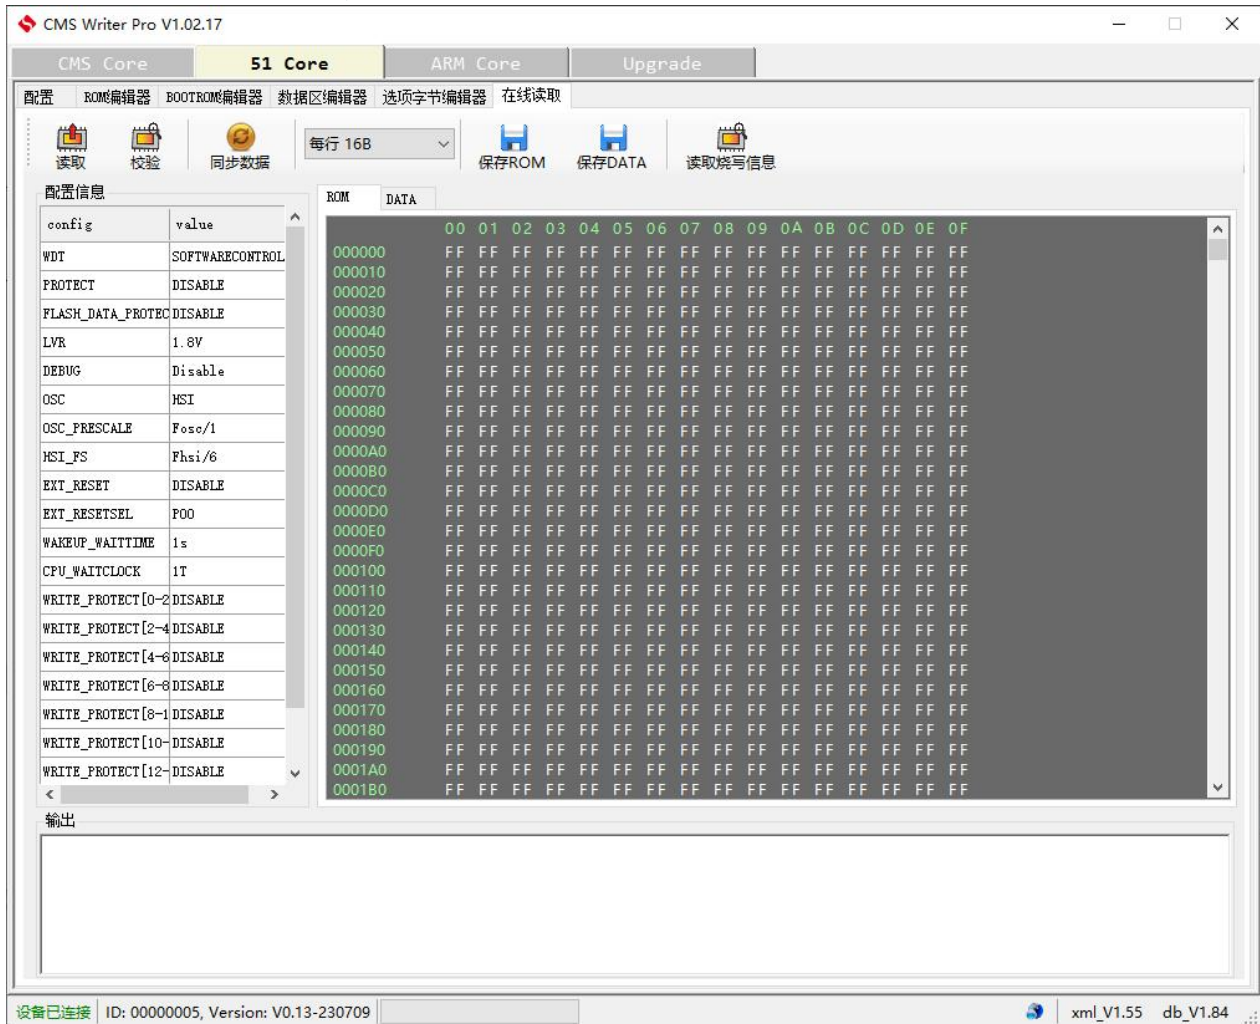 CMS Writer Pro V1.02.17
CMS Core 51 Core ARM Core Upgrade
配置 ROM编辑器 BOOTROM编辑器 数据区编辑器 选项字节编辑器 在线读取
读取 校验 同步数据 每行 16B 保存ROM 保存DATA 读取烧写信息
配置信息
config value
WDT SOFTWARECONTROL
PROTECT DISABLE
FLASH_DATA_PROTEC DISABLE
LVR 1.8V
DEBUG Disable
OSC HSI
OSC_PRESCALE Fosc/1
HSI_FS Fhsi/6
EXT_RESET DISABLE
EXT_RESETSEL P00
WAKEUP_WAITTIME 1s
CPU_WAITCLOCK 1T
WRITE_PROTECT[0-2 DISABLE
WRITE_PROTECT[2-4 DISABLE
WRITE_PROTECT[4-6 DISABLE
WRITE_PROTECT[6-8 DISABLE
WRITE_PROTECT[8-1 DISABLE
WRITE_PROTECT[10- DISABLE
WRITE_PROTECT[12- DISABLE
ROM DATA
00 01 02 03 04 05 06 07 08 09 0A 0B 0C 0D 0E 0F
000000 FF FF FF FF FF FF FF FF FF FF FF FF FF FF FF FF
000010 FF FF FF FF FF FF FF FF FF FF FF FF FF FF FF FF
000020 FF FF FF FF FF FF FF FF FF FF FF FF FF FF FF FF
000030 FF FF FF FF FF FF FF FF FF FF FF FF FF FF FF FF
000040 FF FF FF FF FF FF FF FF FF FF FF FF FF FF FF FF
000050 FF FF FF FF FF FF FF FF FF FF FF FF FF FF FF FF
000060 FF FF FF FF FF FF FF FF FF FF FF FF FF FF FF FF
000070 FF FF FF FF FF FF FF FF FF FF FF FF FF FF FF FF
000080 FF FF FF FF FF FF FF FF FF FF FF FF FF FF FF FF
000090 FF FF FF FF FF FF FF FF FF FF FF FF FF FF FF FF
0000A0 FF FF FF FF FF FF FF FF FF FF FF FF FF FF FF FF
0000B0 FF FF FF FF FF FF FF FF FF FF FF FF FF FF FF FF
0000C0 FF FF FF FF FF FF FF FF FF FF FF FF FF FF FF FF
0000D0 FF FF FF FF FF FF FF FF FF FF FF FF FF FF FF FF
0000E0 FF FF FF FF FF FF FF FF FF FF FF FF FF FF FF FF
0000F0 FF FF FF FF FF FF FF FF FF FF FF FF FF FF FF FF
000100 FF FF FF FF FF FF FF FF FF FF FF FF FF FF FF FF
000110 FF FF FF FF FF FF FF FF FF FF FF FF FF FF FF FF
000120 FF FF FF FF FF FF FF FF FF FF FF FF FF FF FF FF
000130 FF FF FF FF FF FF FF FF FF FF FF FF FF FF FF FF
000140 FF FF FF FF FF FF FF FF FF FF FF FF FF FF FF FF
000150 FF FF FF FF FF FF FF FF FF FF FF FF FF FF FF FF
000160 FF FF FF FF FF FF FF FF FF FF FF FF FF FF FF FF
000170 FF FF FF FF FF FF FF FF FF FF FF FF FF FF FF FF
000180 FF FF FF FF FF FF FF FF FF FF FF FF FF FF FF FF
000190 FF FF FF FF FF FF FF FF FF FF FF FF FF FF FF FF
0001A0 FF FF FF FF FF FF FF FF FF FF FF FF FF FF FF FF
0001B0 FF FF FF FF FF FF FF FF FF FF FF FF FF FF FF FF
输出
设备已连接 ID: 00000005, Version: V0.13-230709 xml_V1.55 db_V1.84